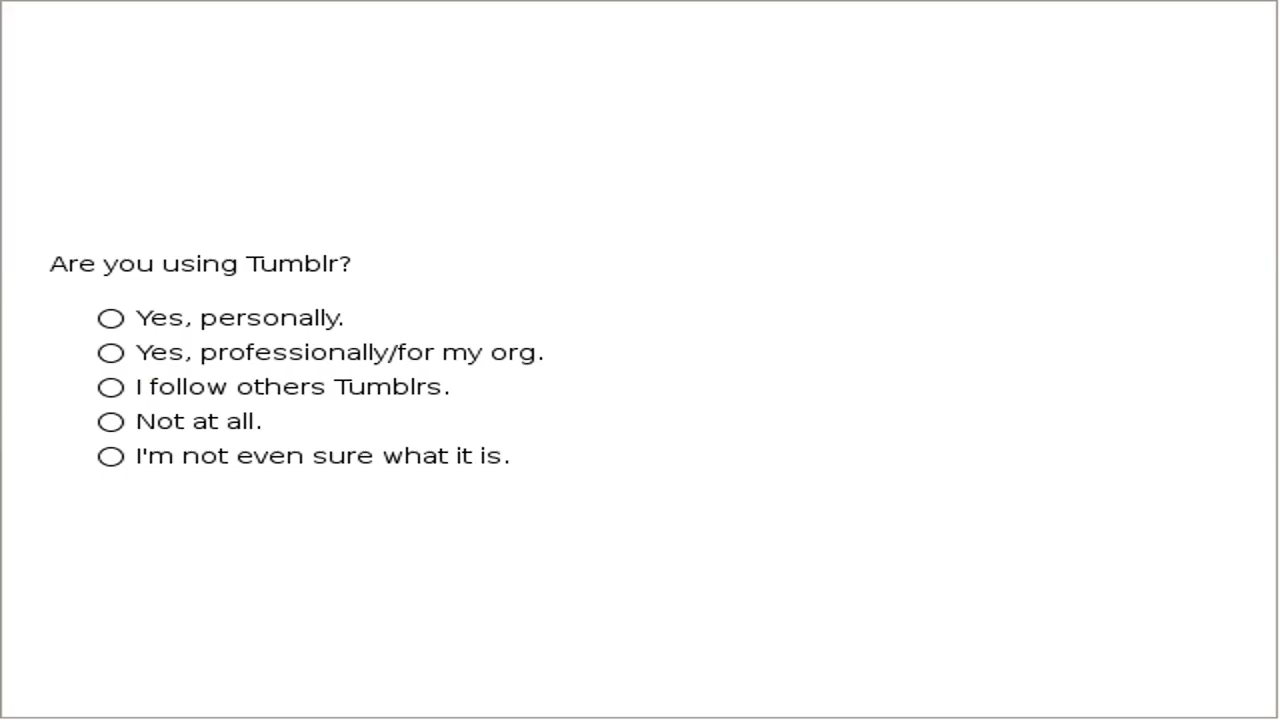 Are you using Tumblr?
Yes, personally.
Yes, professionally/for my org.
I follow others Tumblrs.
Not at all.
I'm not even sure what it is.